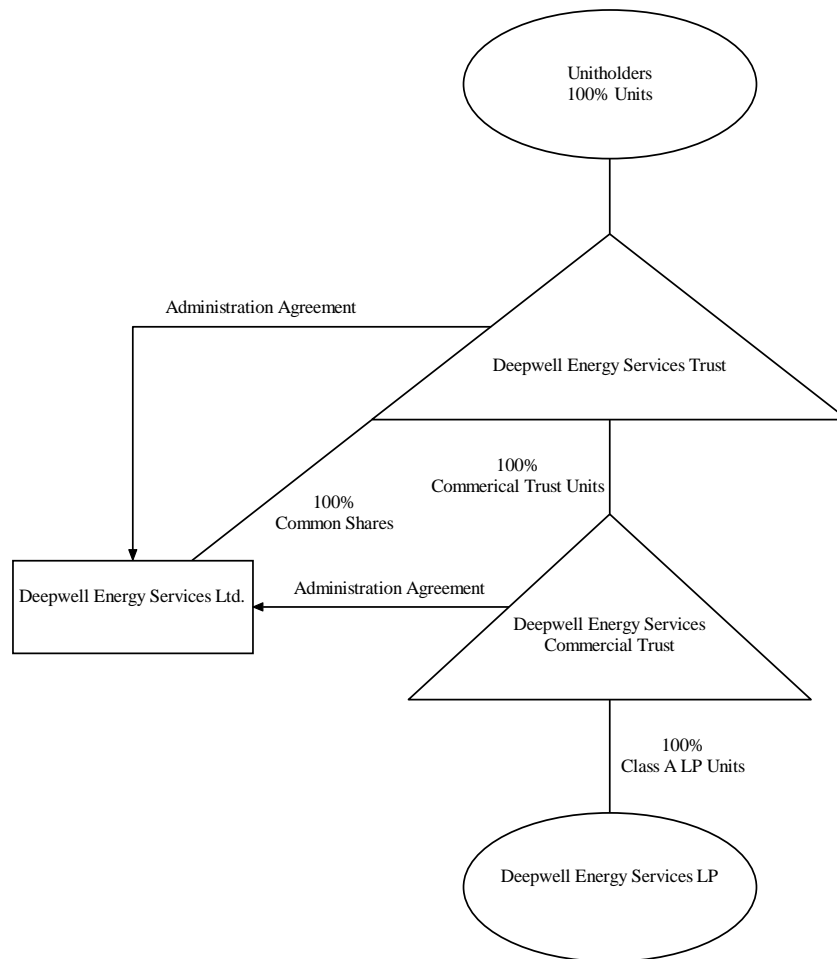 Unitholders
100% Units
Administration Agreement
Deepwell Energy Services Trust
100%
Commerical Trust Units
100%
Common Shares
Deepwell Energy Services Ltd.
Administration Agreement
Deepwell Energy Services
Commercial Trust
100%
Class A LP Units
Deepwell Energy Services LP